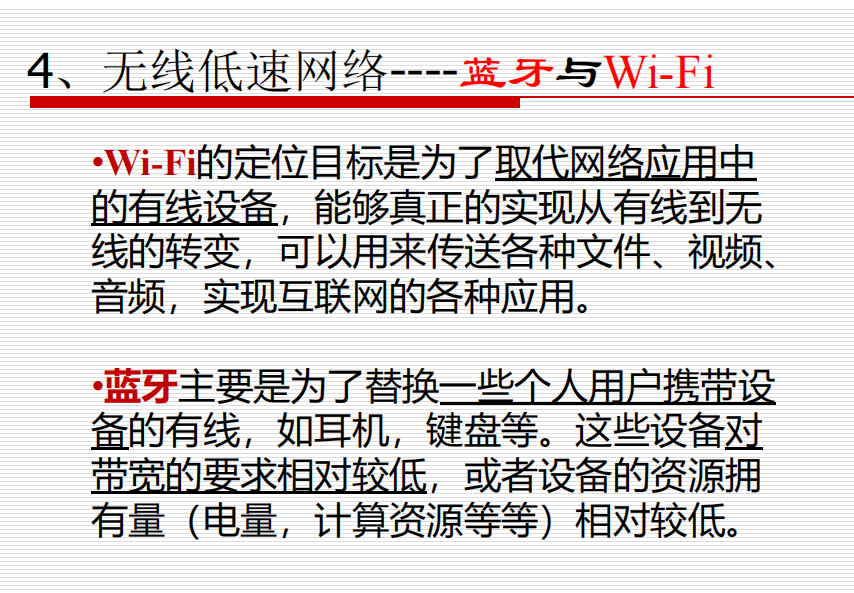 4、无线低速网络----蓝牙与Wi-Fi
•Wi-Fi的定位目标是为了取代网络应用中
的有线设备，能够真正的实现从有线到无
线的转变，可以用来传送各种文件、视频、
音频，实现互联网的各种应用。
•蓝牙主要是为了替换一些个人用户携带设
备的有线，如耳机，键盘等。这些设备对
带宽的要求相对较低，或者设备的资源拥
有量（电量，计算资源等等）相对较低。